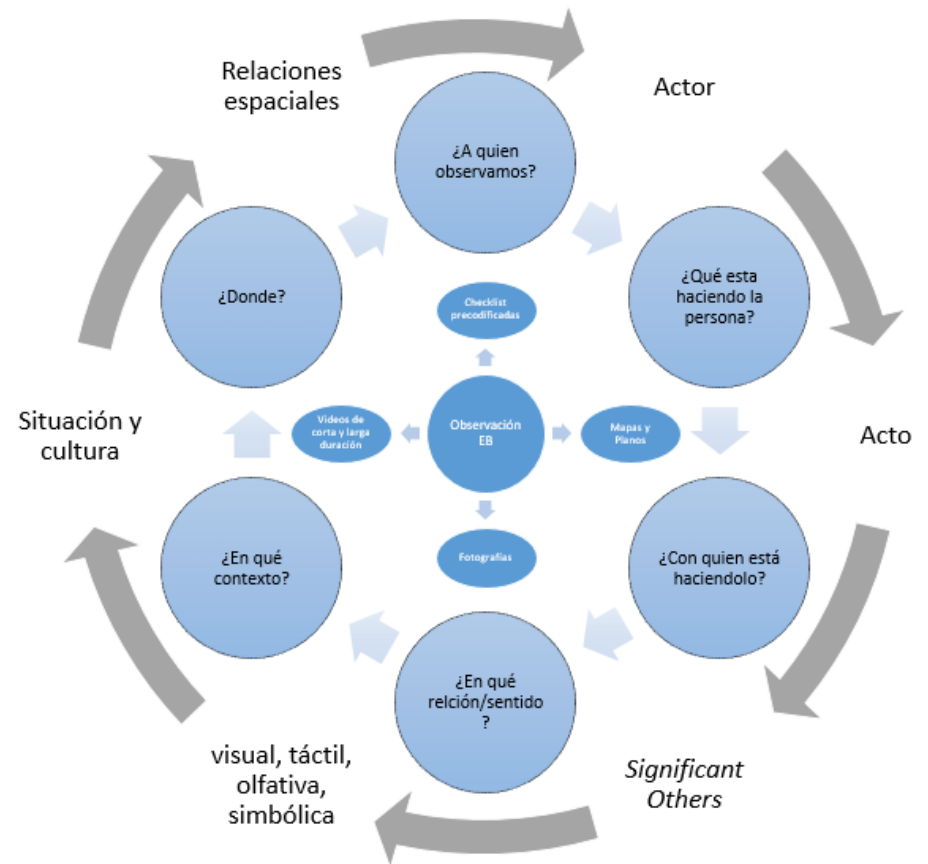 Relaciones
espaciales
Actor
¿A quien
observamos?
¿Donde?
¿Qué esta
haciendo la
persona?
Checklist
precodificadas
Situación y
cultura
Videos de
corta y larga
duración
Observación
EB
Mapas y
Planos
Acto
¿En qué
contexto?
Fotografías
¿Con quien está
haciendolo?
¿En qué
relción/sentido
?
visual, táctil,
olfativa,
simbólica
Significant
Others